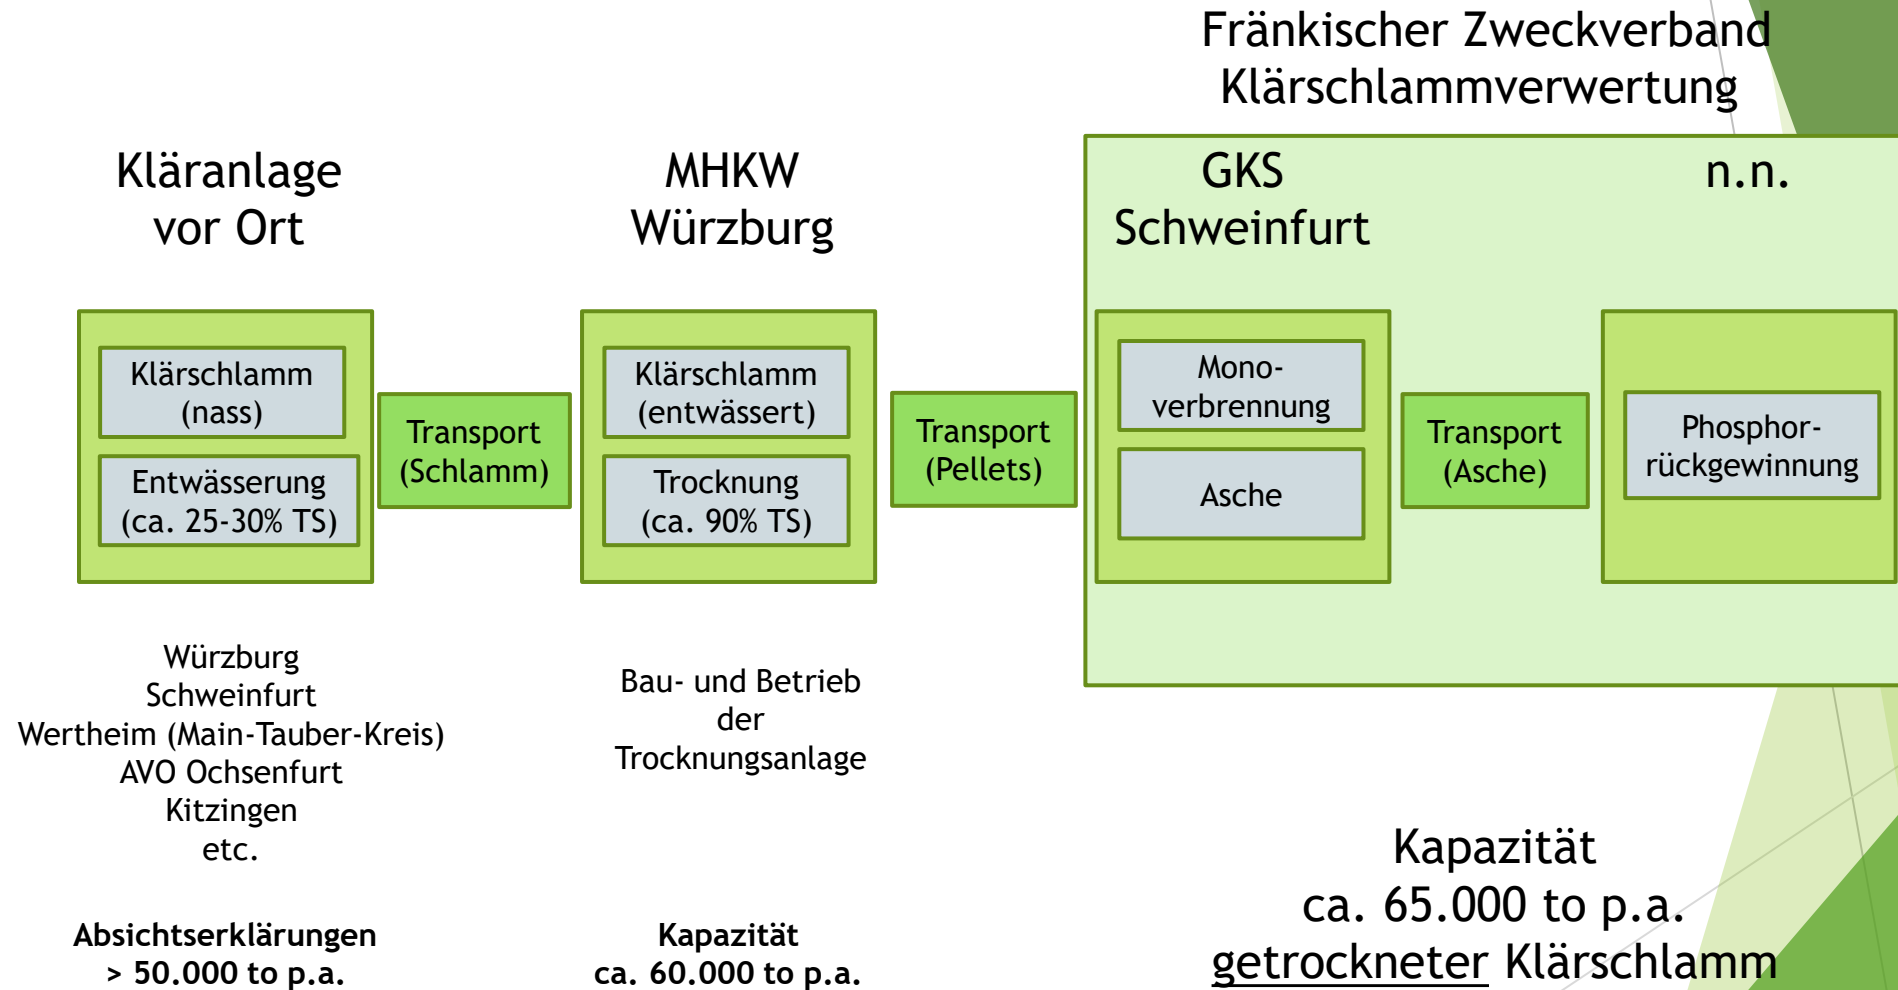 Fränkischer Zweckverband
Klärschlammverwertung
Kläranlage
vor Ort
MHKW
Würzburg
GKS
Schweinfurt
n.n.
Klärschlamm
(nass)
Entwässerung
(ca. 25-30% TS)
Transport
(Schlamm)
Klärschlamm
(entwässert)
Trocknung
(ca. 90% TS)
Transport
(Pellets)
Mono-
verbrennung
Asche
Transport
(Asche)
Phosphor-
rückgewinnung
Würzburg
Schweinfurt
Wertheim (Main-Tauber-Kreis)
AVO Ochsenfurt
Kitzingen
etc.
Bau- und Betrieb
der
Trocknungsanlage
Absichtserklärungen
> 50.000 to p.a.
Kapazität
ca. 60.000 to p.a.
Kapazität
ca. 65.000 to p.a.
getrockneter Klärschlamm